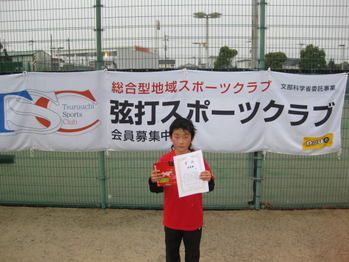 総合型地域スポーツクラブ
文部科学省委託事業
TSC
Tsuruuchi
Sports
Club
弦打スポーツクラブ
会員募集中